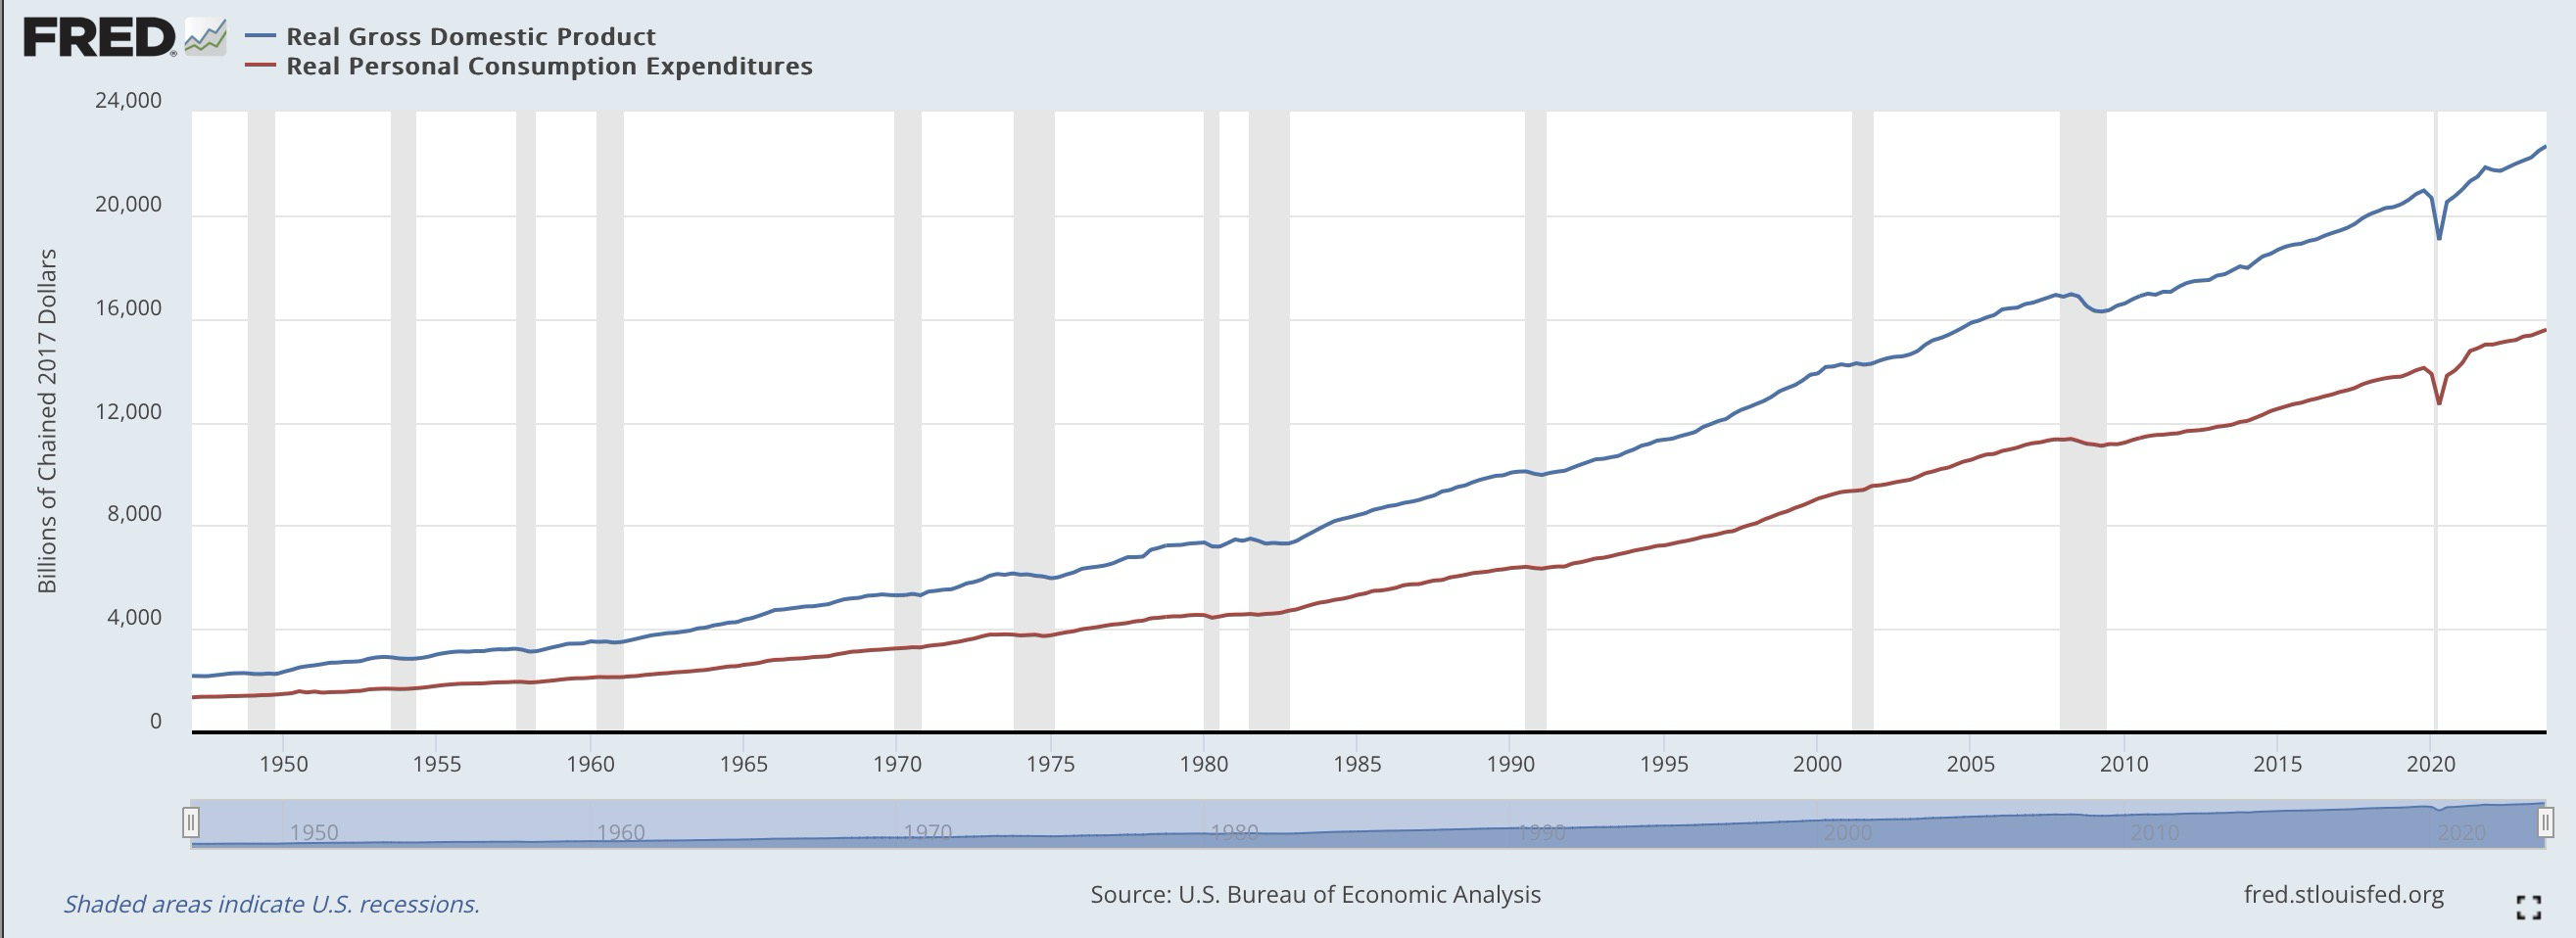 FRED®
Real Gross Domestic Product
Real Personal Consumption Expenditures
24,000
20,000
16,000
12,000
8,000
4,000
0
Billions of Chained 2017 Dollars
1950 1955 1960 1965 1970 1975 1980 1985 1990 1995 2000 2005 2010 2015 2020
1950 1960 1970 1980 1990 2000 2010 2020
Shaded areas indicate U.S. recessions.
Source: U.S. Bureau of Economic Analysis
fred.stlouisfed.org